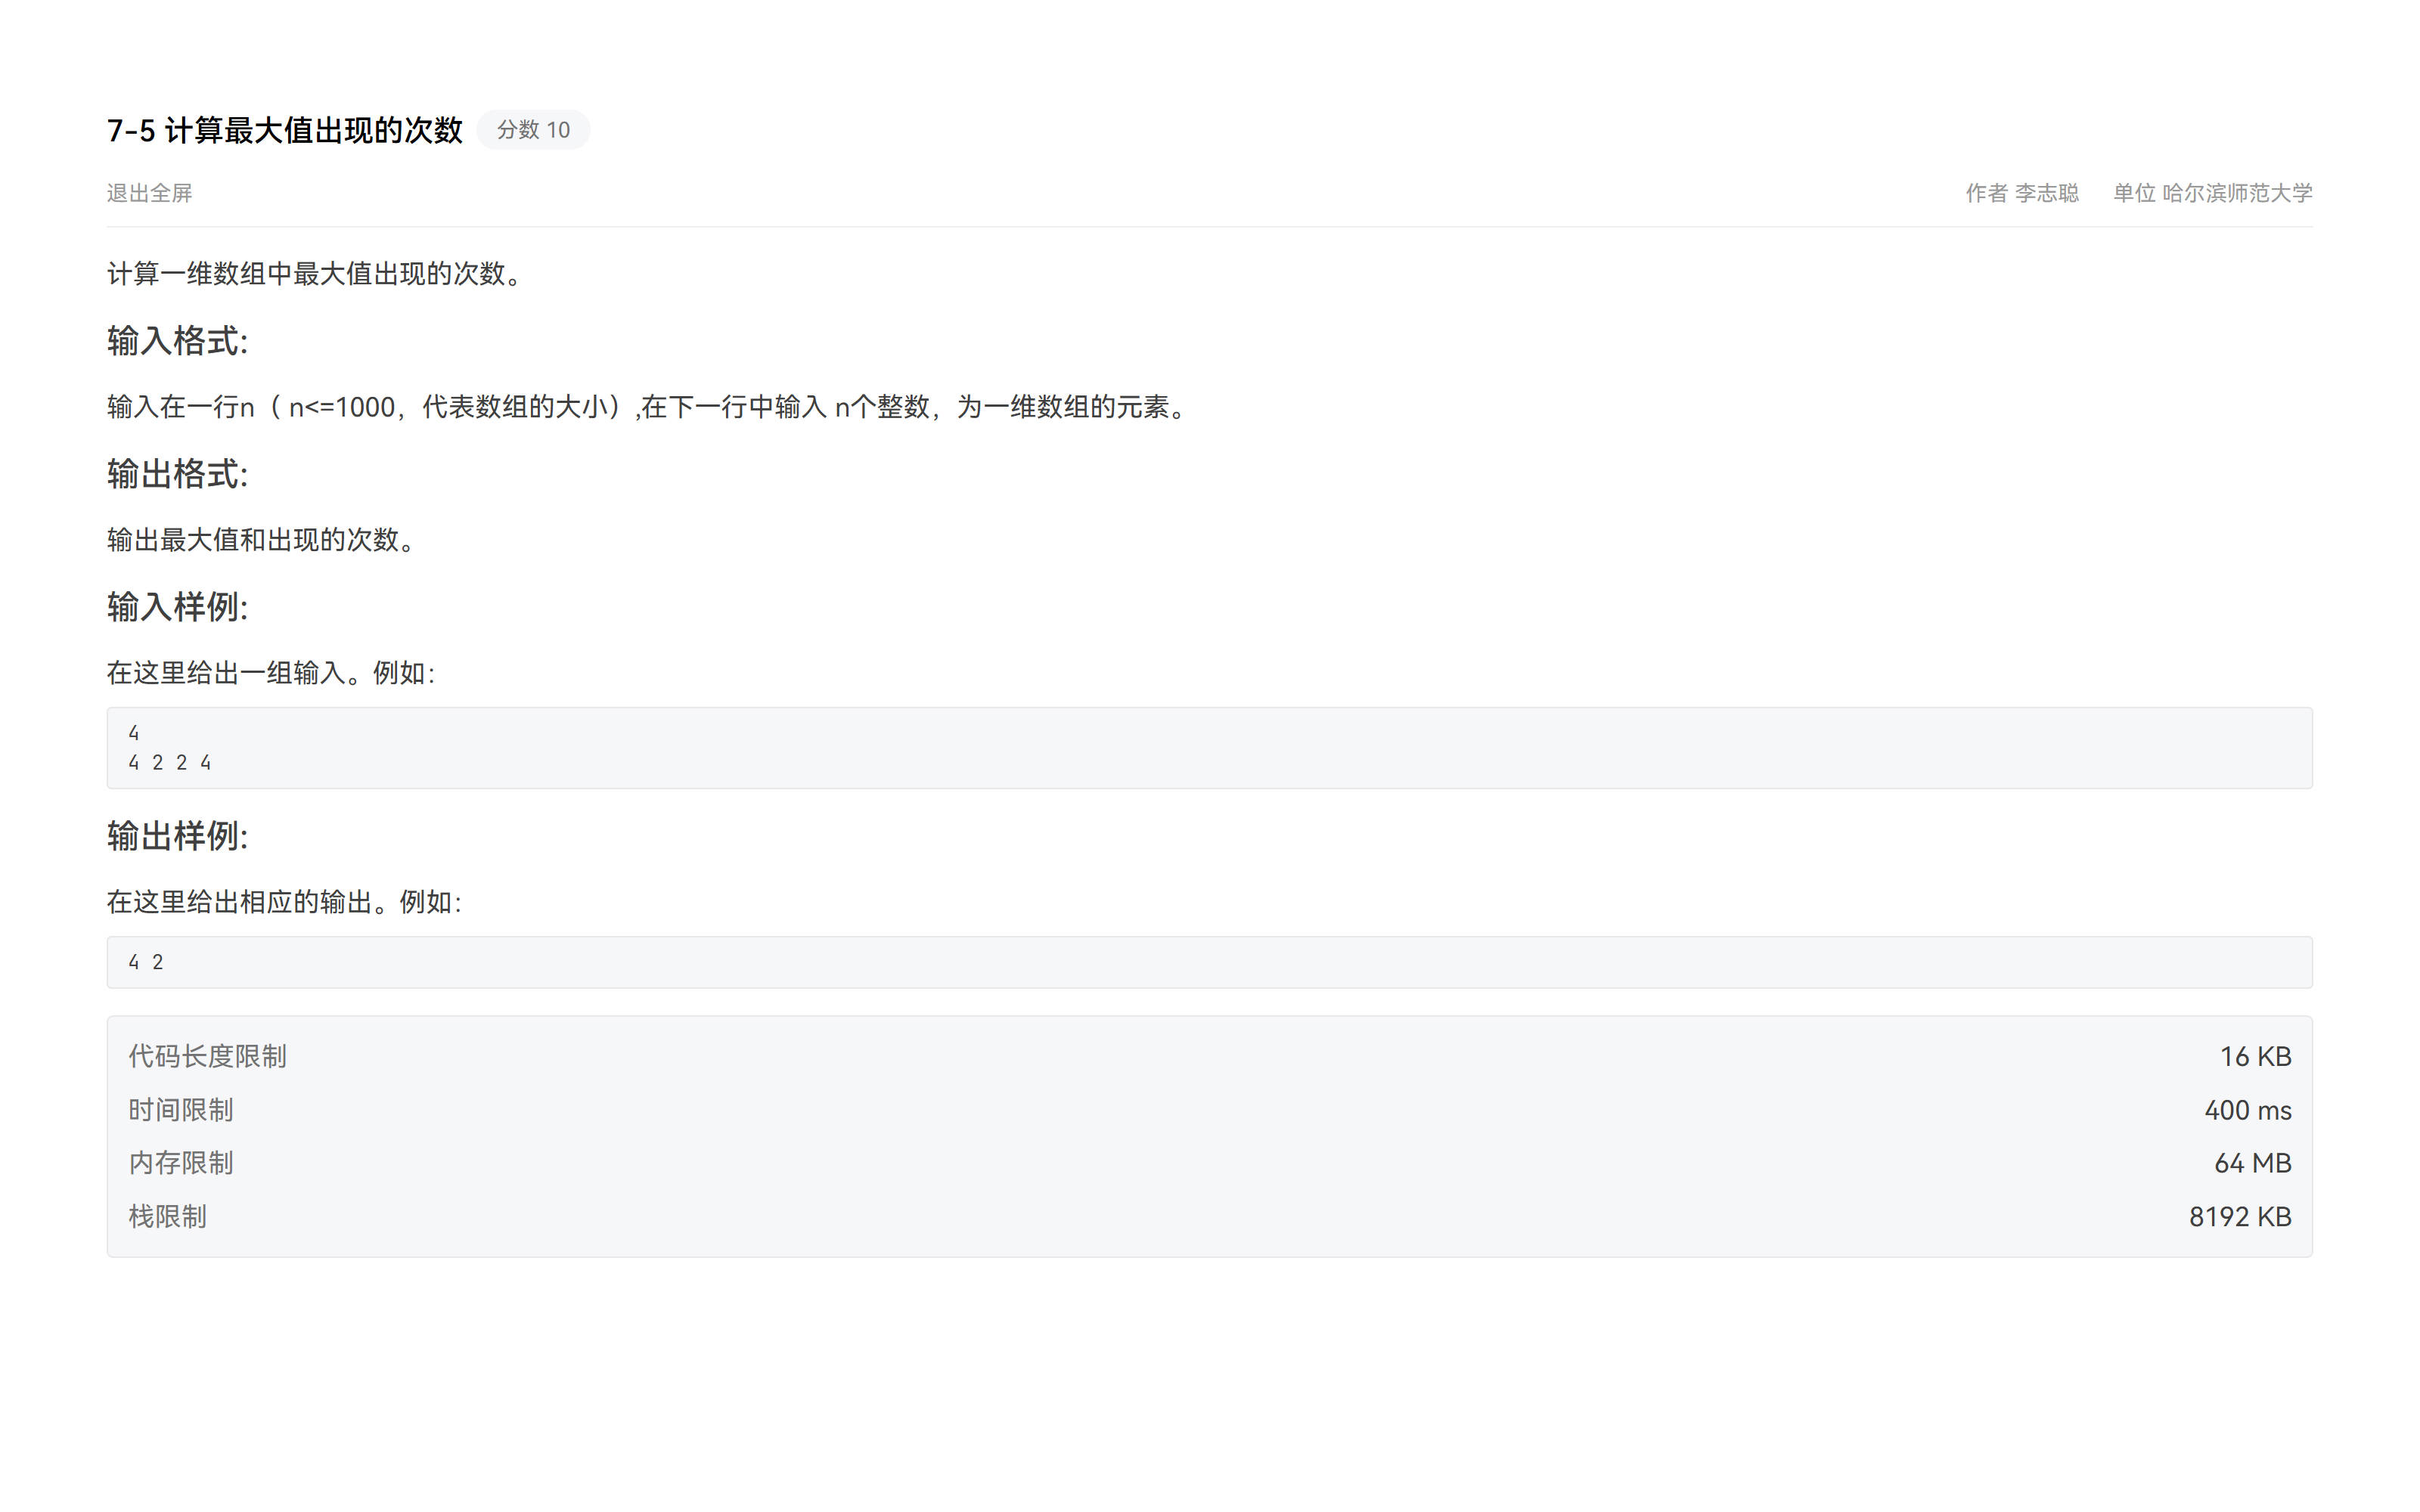 7-5 计算最大值出现的次数 分数 10
退出全屏 作者 李志聪 单位 哈尔滨师范大学
计算一维数组中最大值出现的次数。
输入格式:
输入在一行n（ n<=1000，代表数组的大小）,在下一行中输入 n个整数，为一维数组的元素。
输出格式:
输出最大值和出现的次数。
输入样例:
在这里给出一组输入。例如：
4
4 2 2 4
输出样例:
在这里给出相应的输出。例如：
4 2
代码长度限制 16 KB
时间限制 400 ms
内存限制 64 MB
栈限制 8192 KB